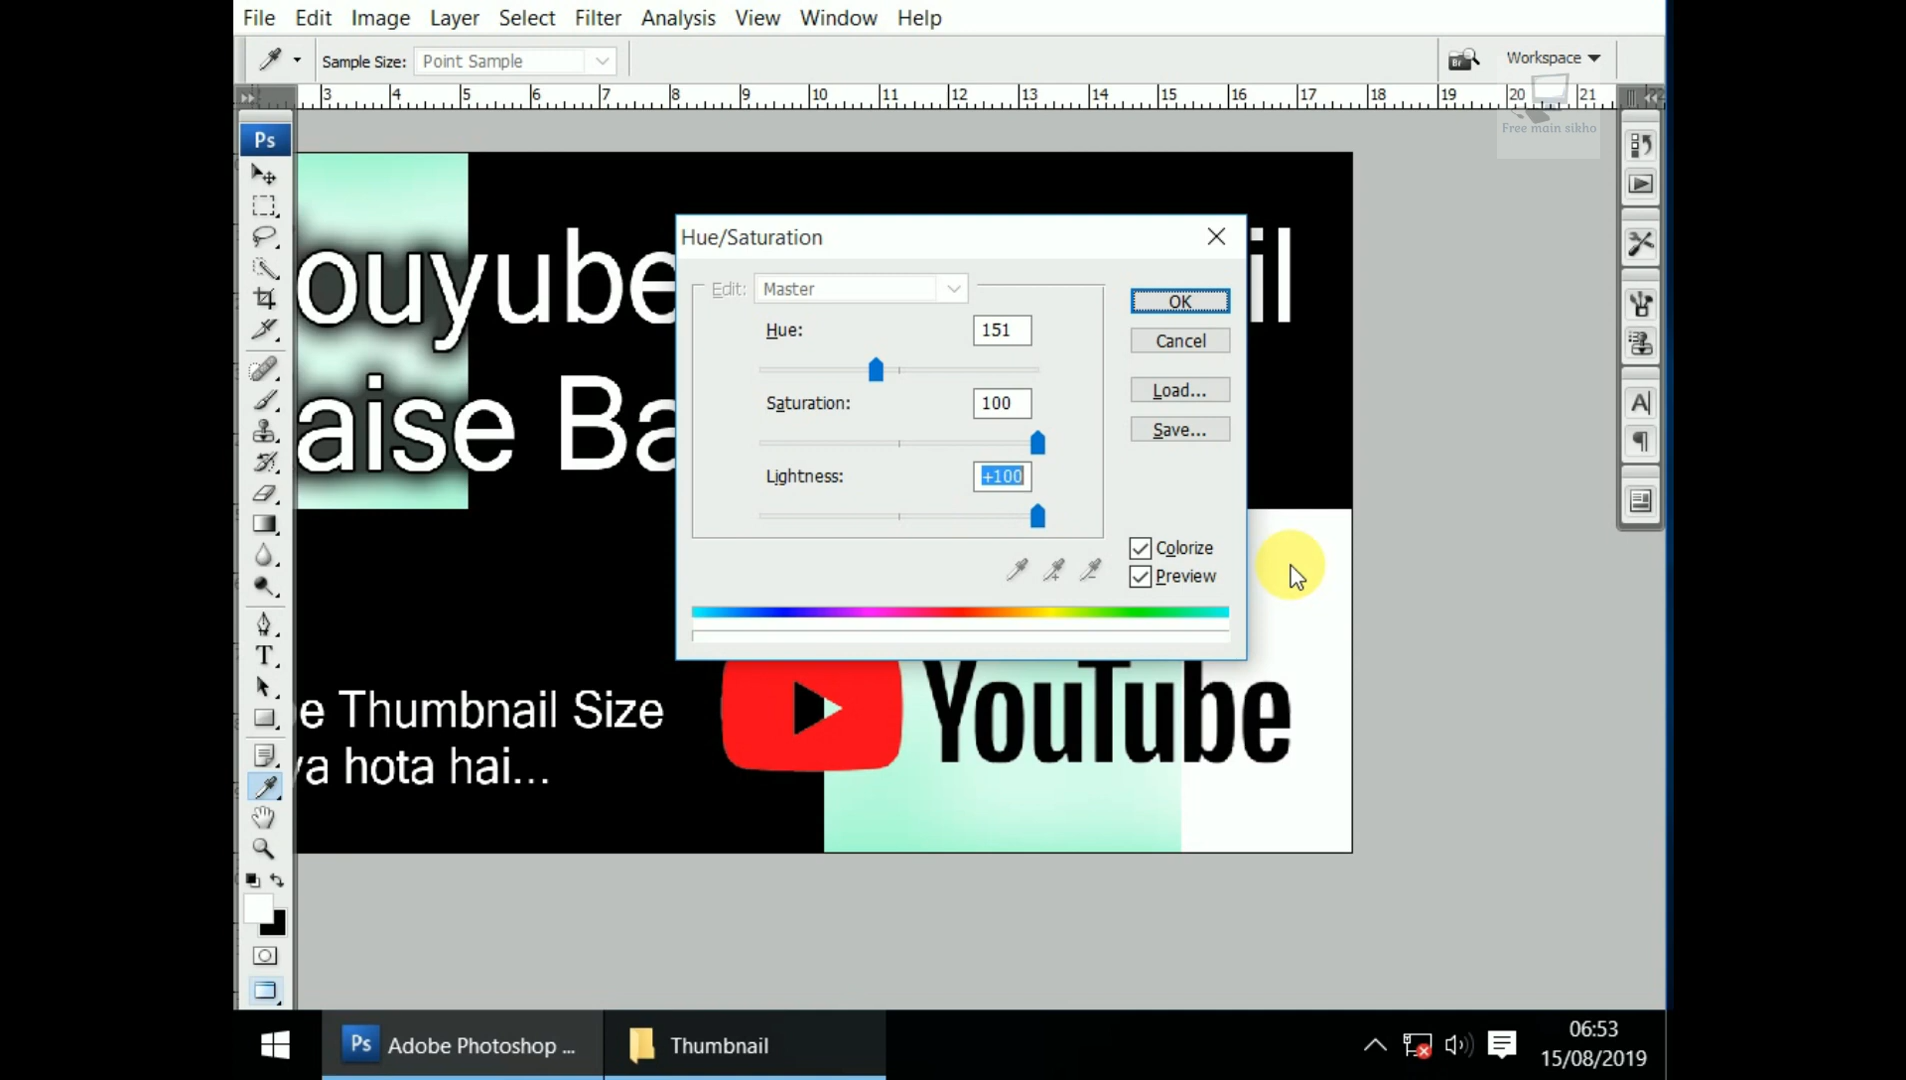 File Edit Image Layer Select Filter Analysis View Window Help
Sample Size: Point Sample
Workspace
3 4 5 6 7 8 9 10 11 12 13 14 15 16 17 18 19 20 21 22
Free main sikho
Ps
ouyube il
aise Ba
Hue/Saturation
Edit: Master
Hue: 151
Saturation: 100
Lightness: +100
OK
Cancel
Load...
Save...
Colorize
Preview
e Thumbnail Size
ya hota hai...
YouTube
Ps Adobe Photoshop ...
Thumbnail
06:53
15/08/2019